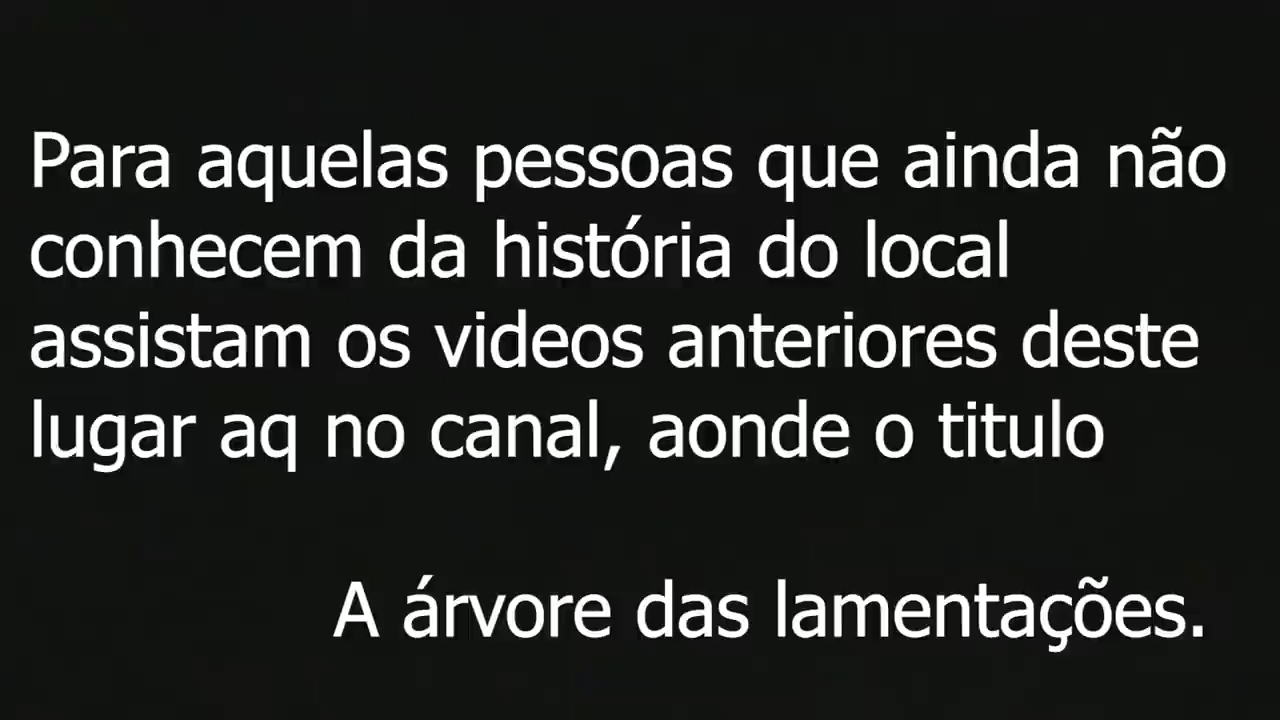 Para aquelas pessoas que ainda não
conhecem da história do local
assistam os videos anteriores deste
lugar aq no canal, aonde o titulo
A árvore das lamentações.